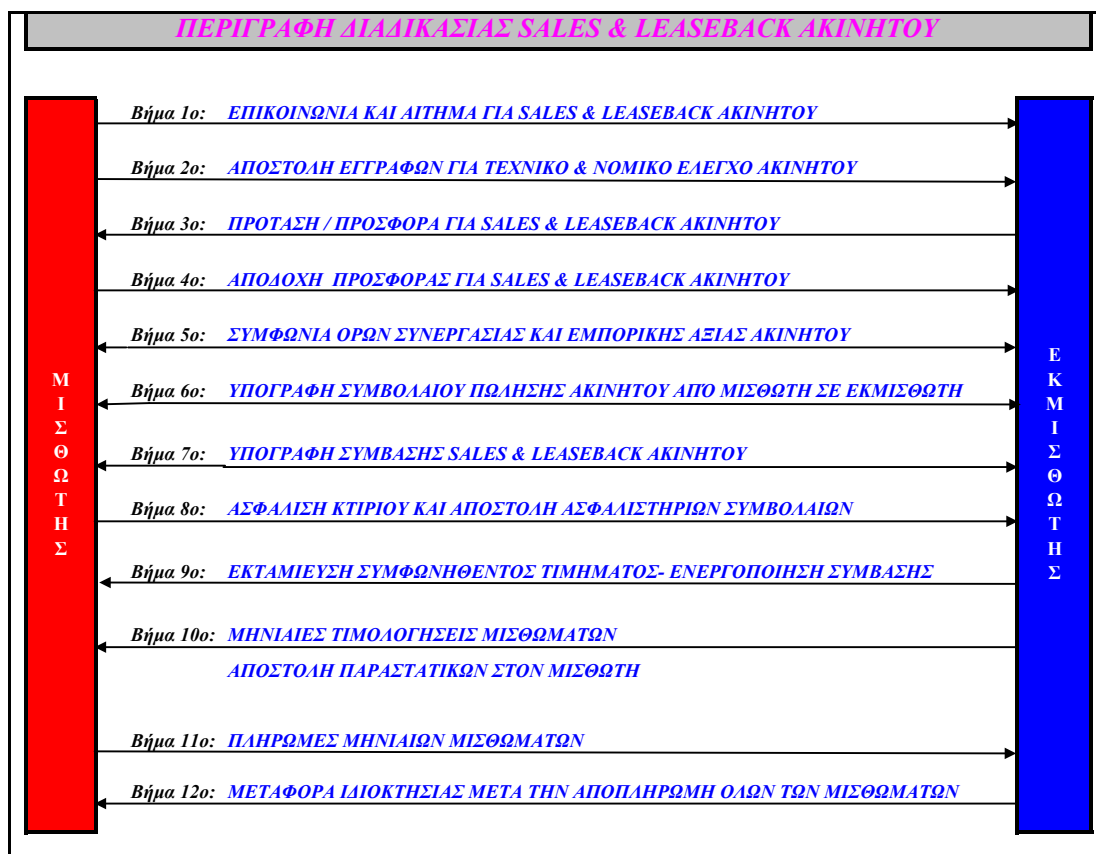 ΠΕΡΙΓΡΑΦΗ ΔΙΑΔΙΚΑΣΙΑΣ SALES & LEASEBACK ΑΚΙΝΗΤΟΥ
Βήμα 1ο: ΕΠΙΚΟΙΝΩΝΙΑ ΚΑΙ ΑΙΤΗΜΑ ΓΙΑ SALES & LEASEBACK ΑΚΙΝΗΤΟΥ
Βήμα 2ο: ΑΠΟΣΤΟΛΗ ΕΓΓΡΑΦΩΝ ΓΙΑ ΤΕΧΝΙΚΟ & ΝΟΜΙΚΟ ΕΛΕΓΧΟ ΑΚΙΝΗΤΟΥ
Βήμα 3ο: ΠΡΟΤΑΣΗ / ΠΡΟΣΦΟΡΑ ΓΙΑ SALES & LEASEBACK ΑΚΙΝΗΤΟΥ
Βήμα 4ο: ΑΠΟΔΟΧΗ ΠΡΟΣΦΟΡΑΣ ΓΙΑ SALES & LEASEBACK ΑΚΙΝΗΤΟΥ
Βήμα 5ο: ΣΥΜΦΩΝΙΑ ΟΡΩΝ ΣΥΝΕΡΓΑΣΙΑΣ ΚΑΙ ΕΜΠΟΡΙΚΗΣ ΑΞΙΑΣ ΑΚΙΝΗΤΟΥ
Βήμα 6ο: ΥΠΟΓΡΑΦΗ ΣΥΜΒΟΛΑΙΟΥ ΠΩΛΗΣΗΣ ΑΚΙΝΗΤΟΥ ΑΠΌ ΜΙΣΘΩΤΗ ΣΕ ΕΚΜΙΣΘΩΤΗ
Βήμα 7ο: ΥΠΟΓΡΑΦΗ ΣΥΜΒΑΣΗΣ SALES & LEASEBACK ΑΚΙΝΗΤΟΥ
Βήμα 8ο: ΑΣΦΑΛΙΣΗ ΚΤΙΡΙΟΥ ΚΑΙ ΑΠΟΣΤΟΛΗ ΑΣΦΑΛΙΣΤΗΡΙΩΝ ΣΥΜΒΟΛΑΙΩΝ
Βήμα 9ο: ΕΚΤΑΜΙΕΥΣΗ ΣΥΜΦΩΝΗΘΕΝΤΟΣ ΤΙΜΗΜΑΤΟΣ- ΕΝΕΡΓΟΠΟΙΗΣΗ ΣΥΜΒΑΣΗΣ
Βήμα 10ο: ΜΗΝΙΑΙΕΣ ΤΙΜΟΛΟΓΗΣΕΙΣ ΜΙΣΘΩΜΑΤΩΝ
ΑΠΟΣΤΟΛΗ ΠΑΡΑΣΤΑΤΙΚΩΝ ΣΤΟΝ ΜΙΣΘΩΤΗ
Βήμα 11ο: ΠΛΗΡΩΜΕΣ ΜΗΝΙΑΙΩΝ ΜΙΣΘΩΜΑΤΩΝ
Βήμα 12ο: ΜΕΤΑΦΟΡΑ ΙΔΙΟΚΤΗΣΙΑΣ ΜΕΤΑ ΤΗΝ ΑΠΟΠΛΗΡΩΜΗ ΟΛΩΝ ΤΩΝ ΜΙΣΘΩΜΑΤΩΝ
ΜΙΣΘΩΤΗΣ
ΕΚΜΙΣΘΩΤΗΣ